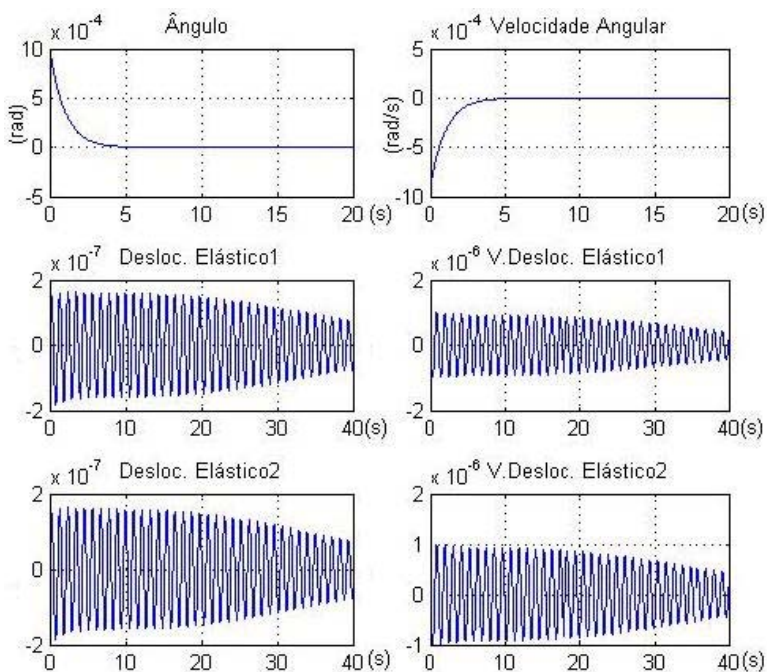 x 10^-4 Ângulo
10
5
0
-5
(rad)
0 5 10 15 20 (s)
x 10^-4 Velocidade Angular
5
0
-5
-10
(rad/s)
0 5 10 15 20 (s)
x 10^-7 Desloc. Elástico1
2
0
-2
0 10 20 30 40(s)
x 10^-6 V.Desloc. Elástico1
2
0
-2
0 10 20 30 40(s)
x 10^-7 Desloc. Elástico2
2
0
-2
0 10 20 30 40(s)
x 10^-6 V.Desloc. Elástico2
2
1
0
-1
0 10 20 30 40(s)